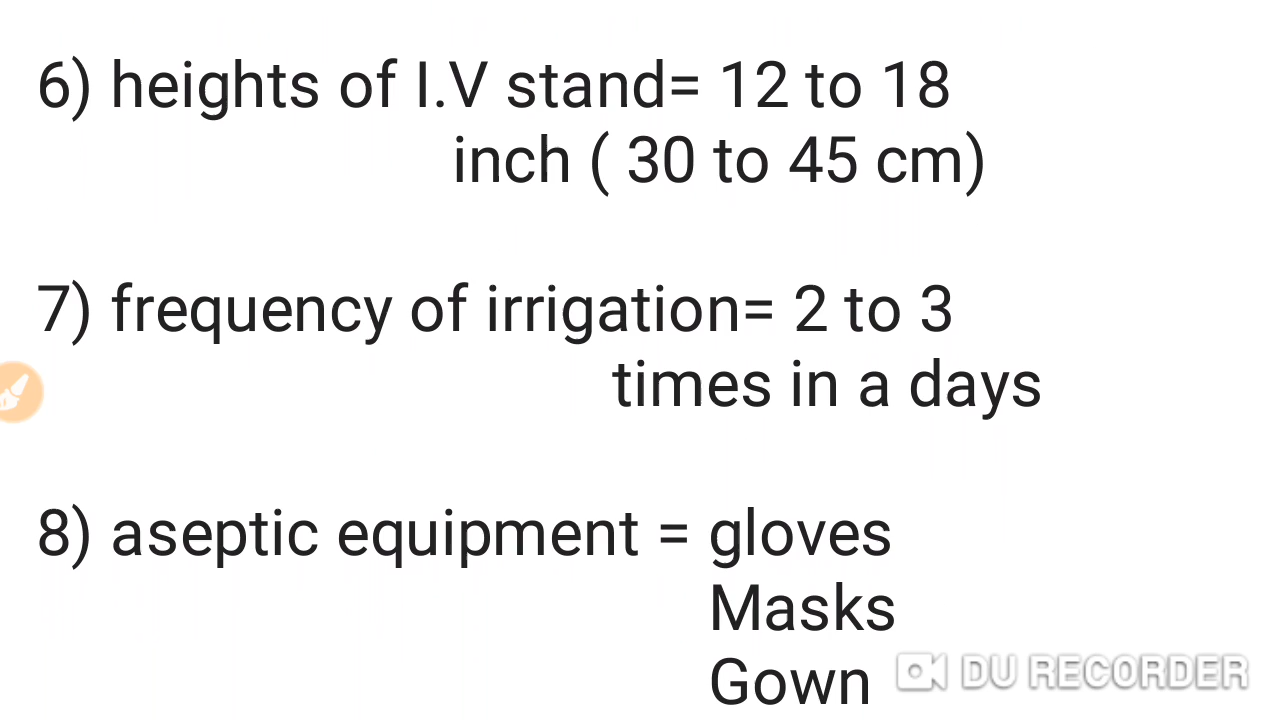 6) heights of I.V stand= 12 to 18
inch ( 30 to 45 cm)
7) frequency of irrigation= 2 to 3
times in a days
8) aseptic equipment = gloves
Masks
Gown
DU RECORDER